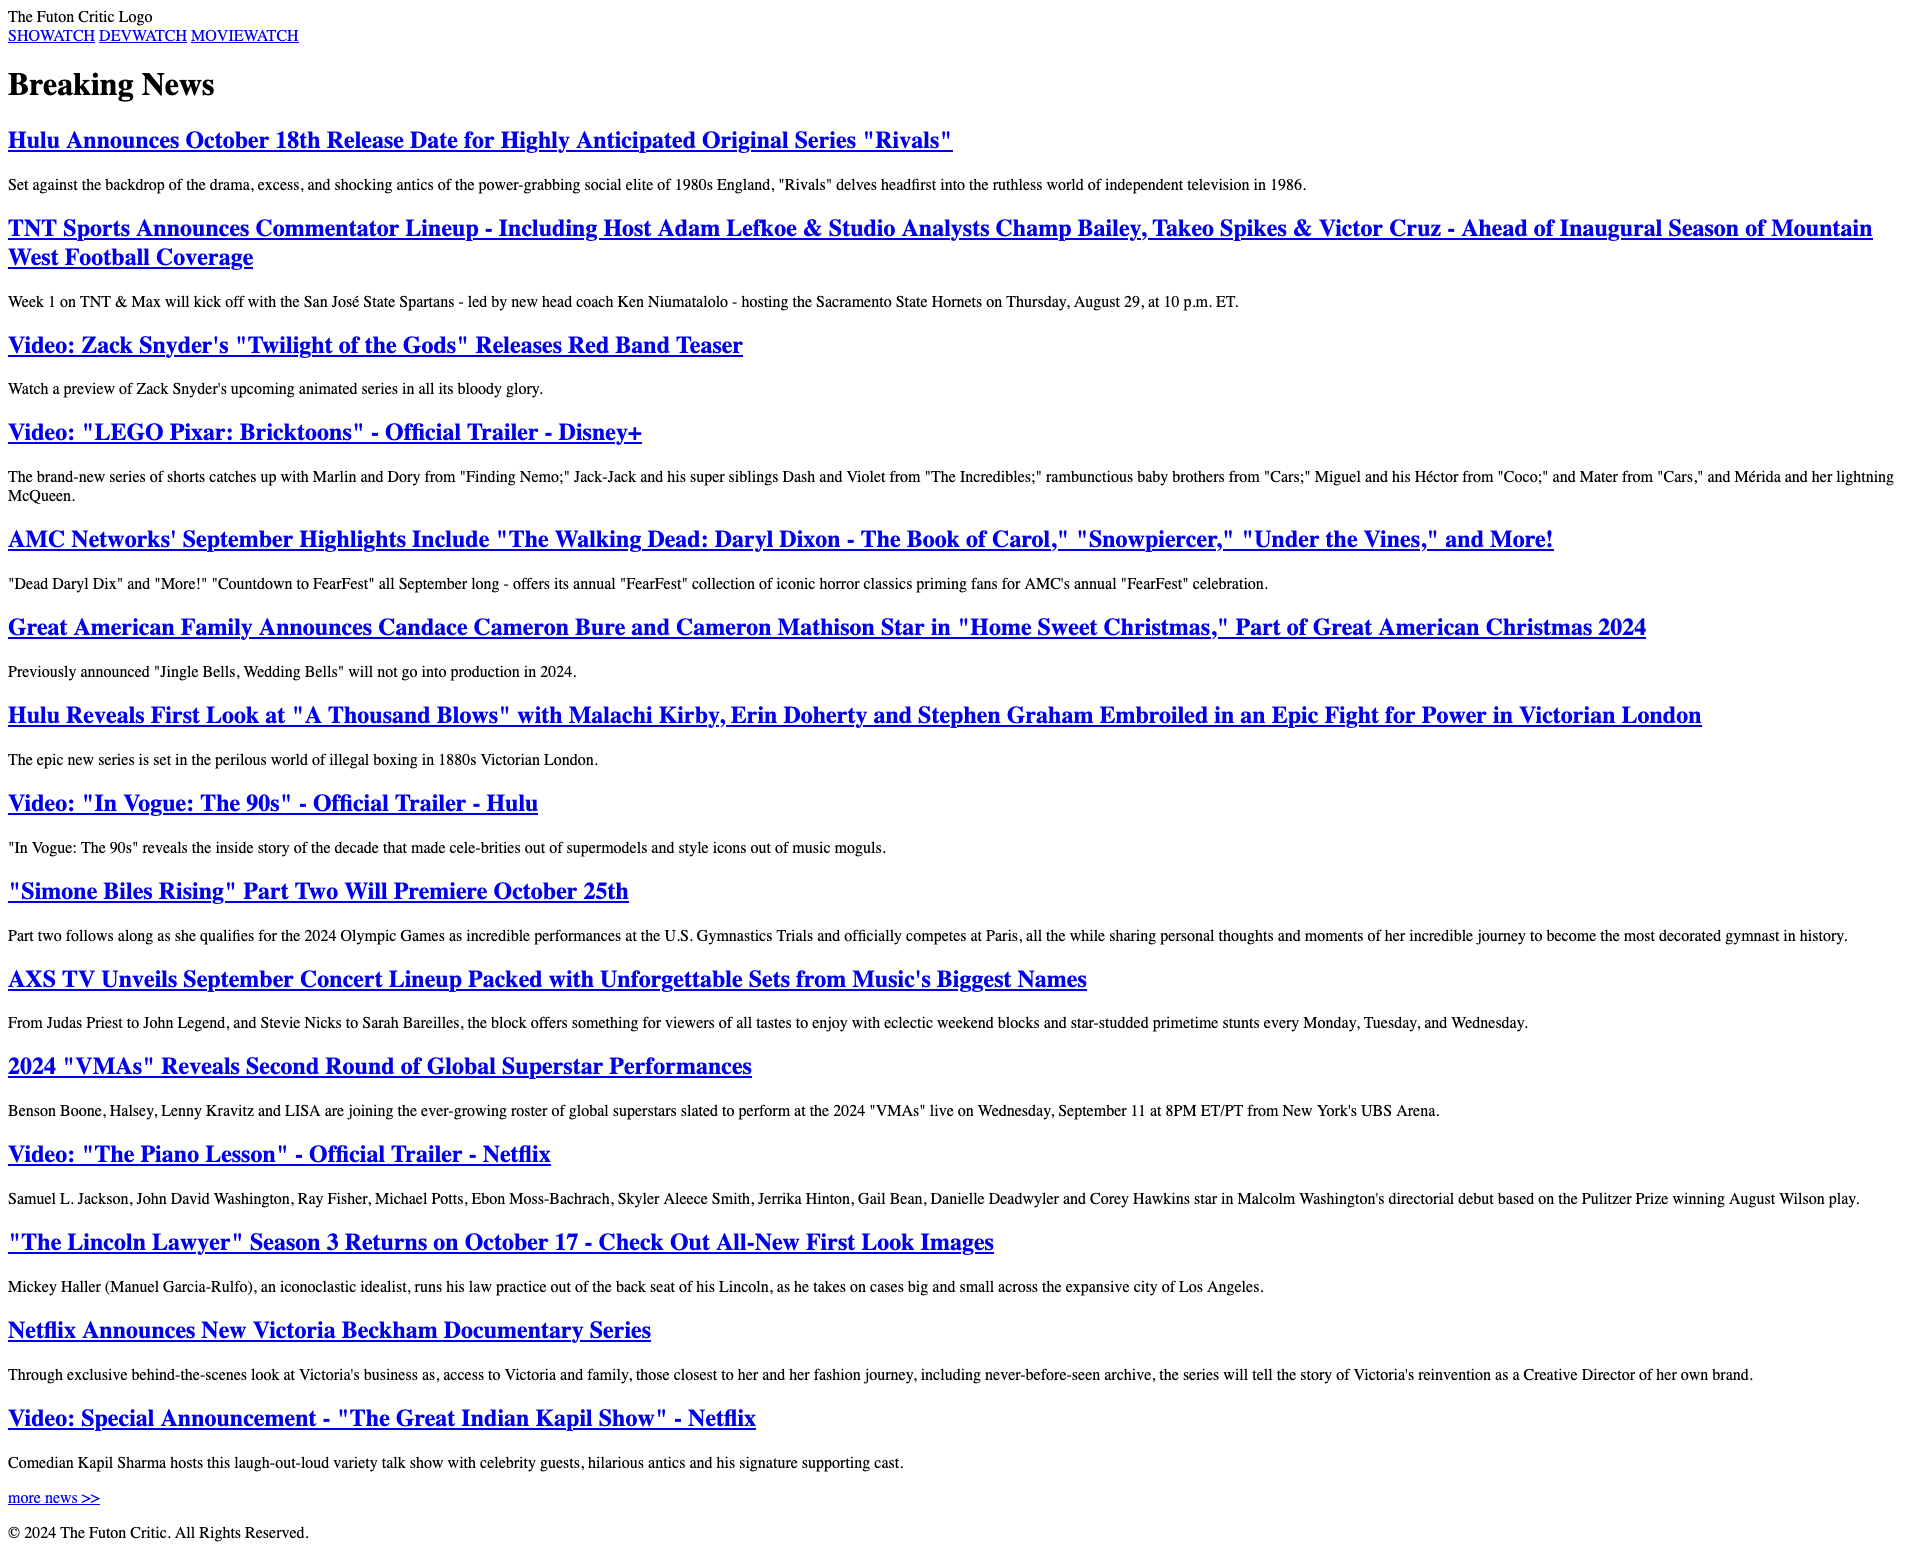 The Futon Critic Logo
SHOWATCH DEVWATCH MOVIEWATCH
Breaking News
Hulu Announces October 18th Release Date for Highly Anticipated Original Series "Rivals"
Set against the backdrop of the drama, excess, and shocking antics of the power-grabbing social elite of 1980s England, "Rivals" delves headfirst into the ruthless world of independent television in 1986.
TNT Sports Announces Commentator Lineup - Including Host Adam Lefkoe & Studio Analysts Champ Bailey, Takeo Spikes & Victor Cruz - Ahead of Inaugural Season of Mountain
West Football Coverage
Week 1 on TNT & Max will kick off with the San José State Spartans - led by new head coach Ken Niumatalolo - hosting the Sacramento State Hornets on Thursday, August 29, at 10 p.m. ET.
Video: Zack Snyder's "Twilight of the Gods" Releases Red Band Teaser
Watch a preview of Zack Snyder's upcoming animated series in all its bloody glory.
Video: "LEGO Pixar: Bricktoons" - Official Trailer - Disney+
The brand-new series of shorts catches up with Marlin and Dory from "Finding Nemo;" Jack-Jack and his super siblings Dash and Violet from "The Incredibles;" rambunctious baby brothers from "Cars;" Miguel and his Héctor from "Coco;" and Mater from "Cars," and Mérida and her lightning
McQueen.
AMC Networks' September Highlights Include "The Walking Dead: Daryl Dixon - The Book of Carol," "Snowpiercer," "Under the Vines," and More!
"Dead Daryl Dix" and "More!" "Countdown to FearFest" all September long - offers its annual "FearFest" collection of iconic horror classics priming fans for AMC's annual "FearFest" celebration.
Great American Family Announces Candace Cameron Bure and Cameron Mathison Star in "Home Sweet Christmas," Part of Great American Christmas 2024
Previously announced "Jingle Bells, Wedding Bells" will not go into production in 2024.
Hulu Reveals First Look at "A Thousand Blows" with Malachi Kirby, Erin Doherty and Stephen Graham Embroiled in an Epic Fight for Power in Victorian London
The epic new series is set in the perilous world of illegal boxing in 1880s Victorian London.
Video: "In Vogue: The 90s" - Official Trailer - Hulu
"In Vogue: The 90s" reveals the inside story of the decade that made cele-brities out of supermodels and style icons out of music moguls.
"Simone Biles Rising" Part Two Will Premiere October 25th
Part two follows along as she qualifies for the 2024 Olympic Games as incredible performances at the U.S. Gymnastics Trials and officially competes at Paris, all the while sharing personal thoughts and moments of her incredible journey to become the most decorated gymnast in history.
AXS TV Unveils September Concert Lineup Packed with Unforgettable Sets from Music's Biggest Names
From Judas Priest to John Legend, and Stevie Nicks to Sarah Bareilles, the block offers something for viewers of all tastes to enjoy with eclectic weekend blocks and star-studded primetime stunts every Monday, Tuesday, and Wednesday.
2024 "VMAs" Reveals Second Round of Global Superstar Performances
Benson Boone, Halsey, Lenny Kravitz and LISA are joining the ever-growing roster of global superstars slated to perform at the 2024 "VMAs" live on Wednesday, September 11 at 8PM ET/PT from New York's UBS Arena.
Video: "The Piano Lesson" - Official Trailer - Netflix
Samuel L. Jackson, John David Washington, Ray Fisher, Michael Potts, Ebon Moss-Bachrach, Skyler Aleece Smith, Jerrika Hinton, Gail Bean, Danielle Deadwyler and Corey Hawkins star in Malcolm Washington's directorial debut based on the Pulitzer Prize winning August Wilson play.
"The Lincoln Lawyer" Season 3 Returns on October 17 - Check Out All-New First Look Images
Mickey Haller (Manuel Garcia-Rulfo), an iconoclastic idealist, runs his law practice out of the back seat of his Lincoln, as he takes on cases big and small across the expansive city of Los Angeles.
Netflix Announces New Victoria Beckham Documentary Series
Through exclusive behind-the-scenes look at Victoria's business as, access to Victoria and family, those closest to her and her fashion journey, including never-before-seen archive, the series will tell the story of Victoria's reinvention as a Creative Director of her own brand.
Video: Special Announcement - "The Great Indian Kapil Show" - Netflix
Comedian Kapil Sharma hosts this laugh-out-loud variety talk show with celebrity guests, hilarious antics and his signature supporting cast.
more news >>
© 2024 The Futon Critic. All Rights Reserved.